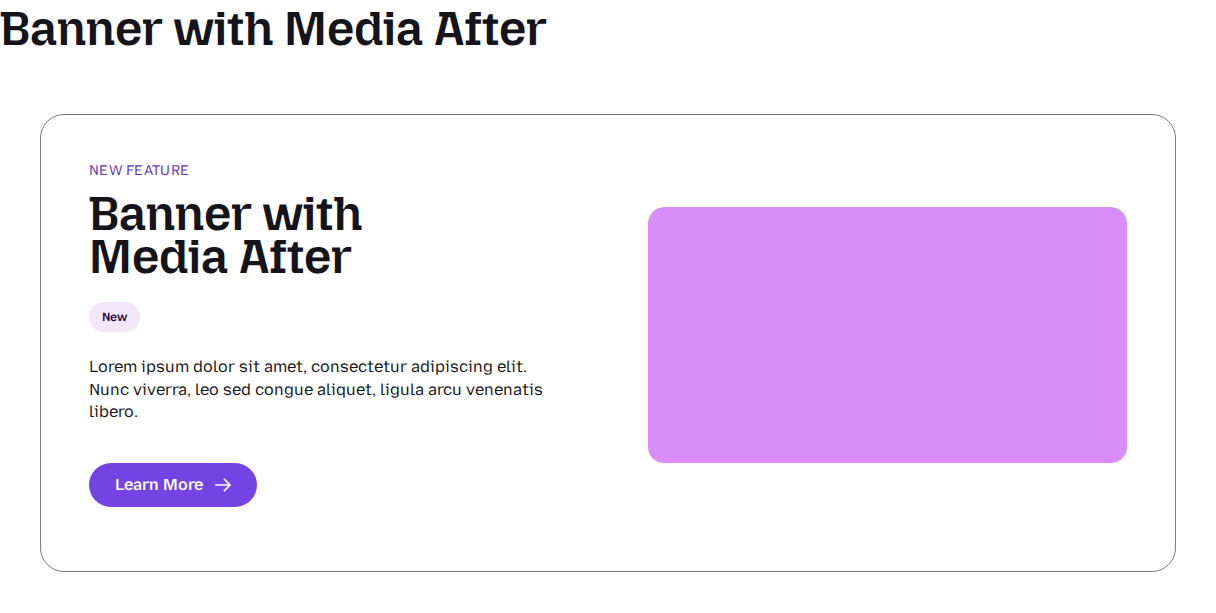 Banner with Media After
NEW FEATURE
Banner with
Media After
New
Lorem ipsum dolor sit amet, consectetur adipiscing elit.
Nunc viverra, leo sed congue aliquet, ligula arcu venenatis
libero.
Learn More